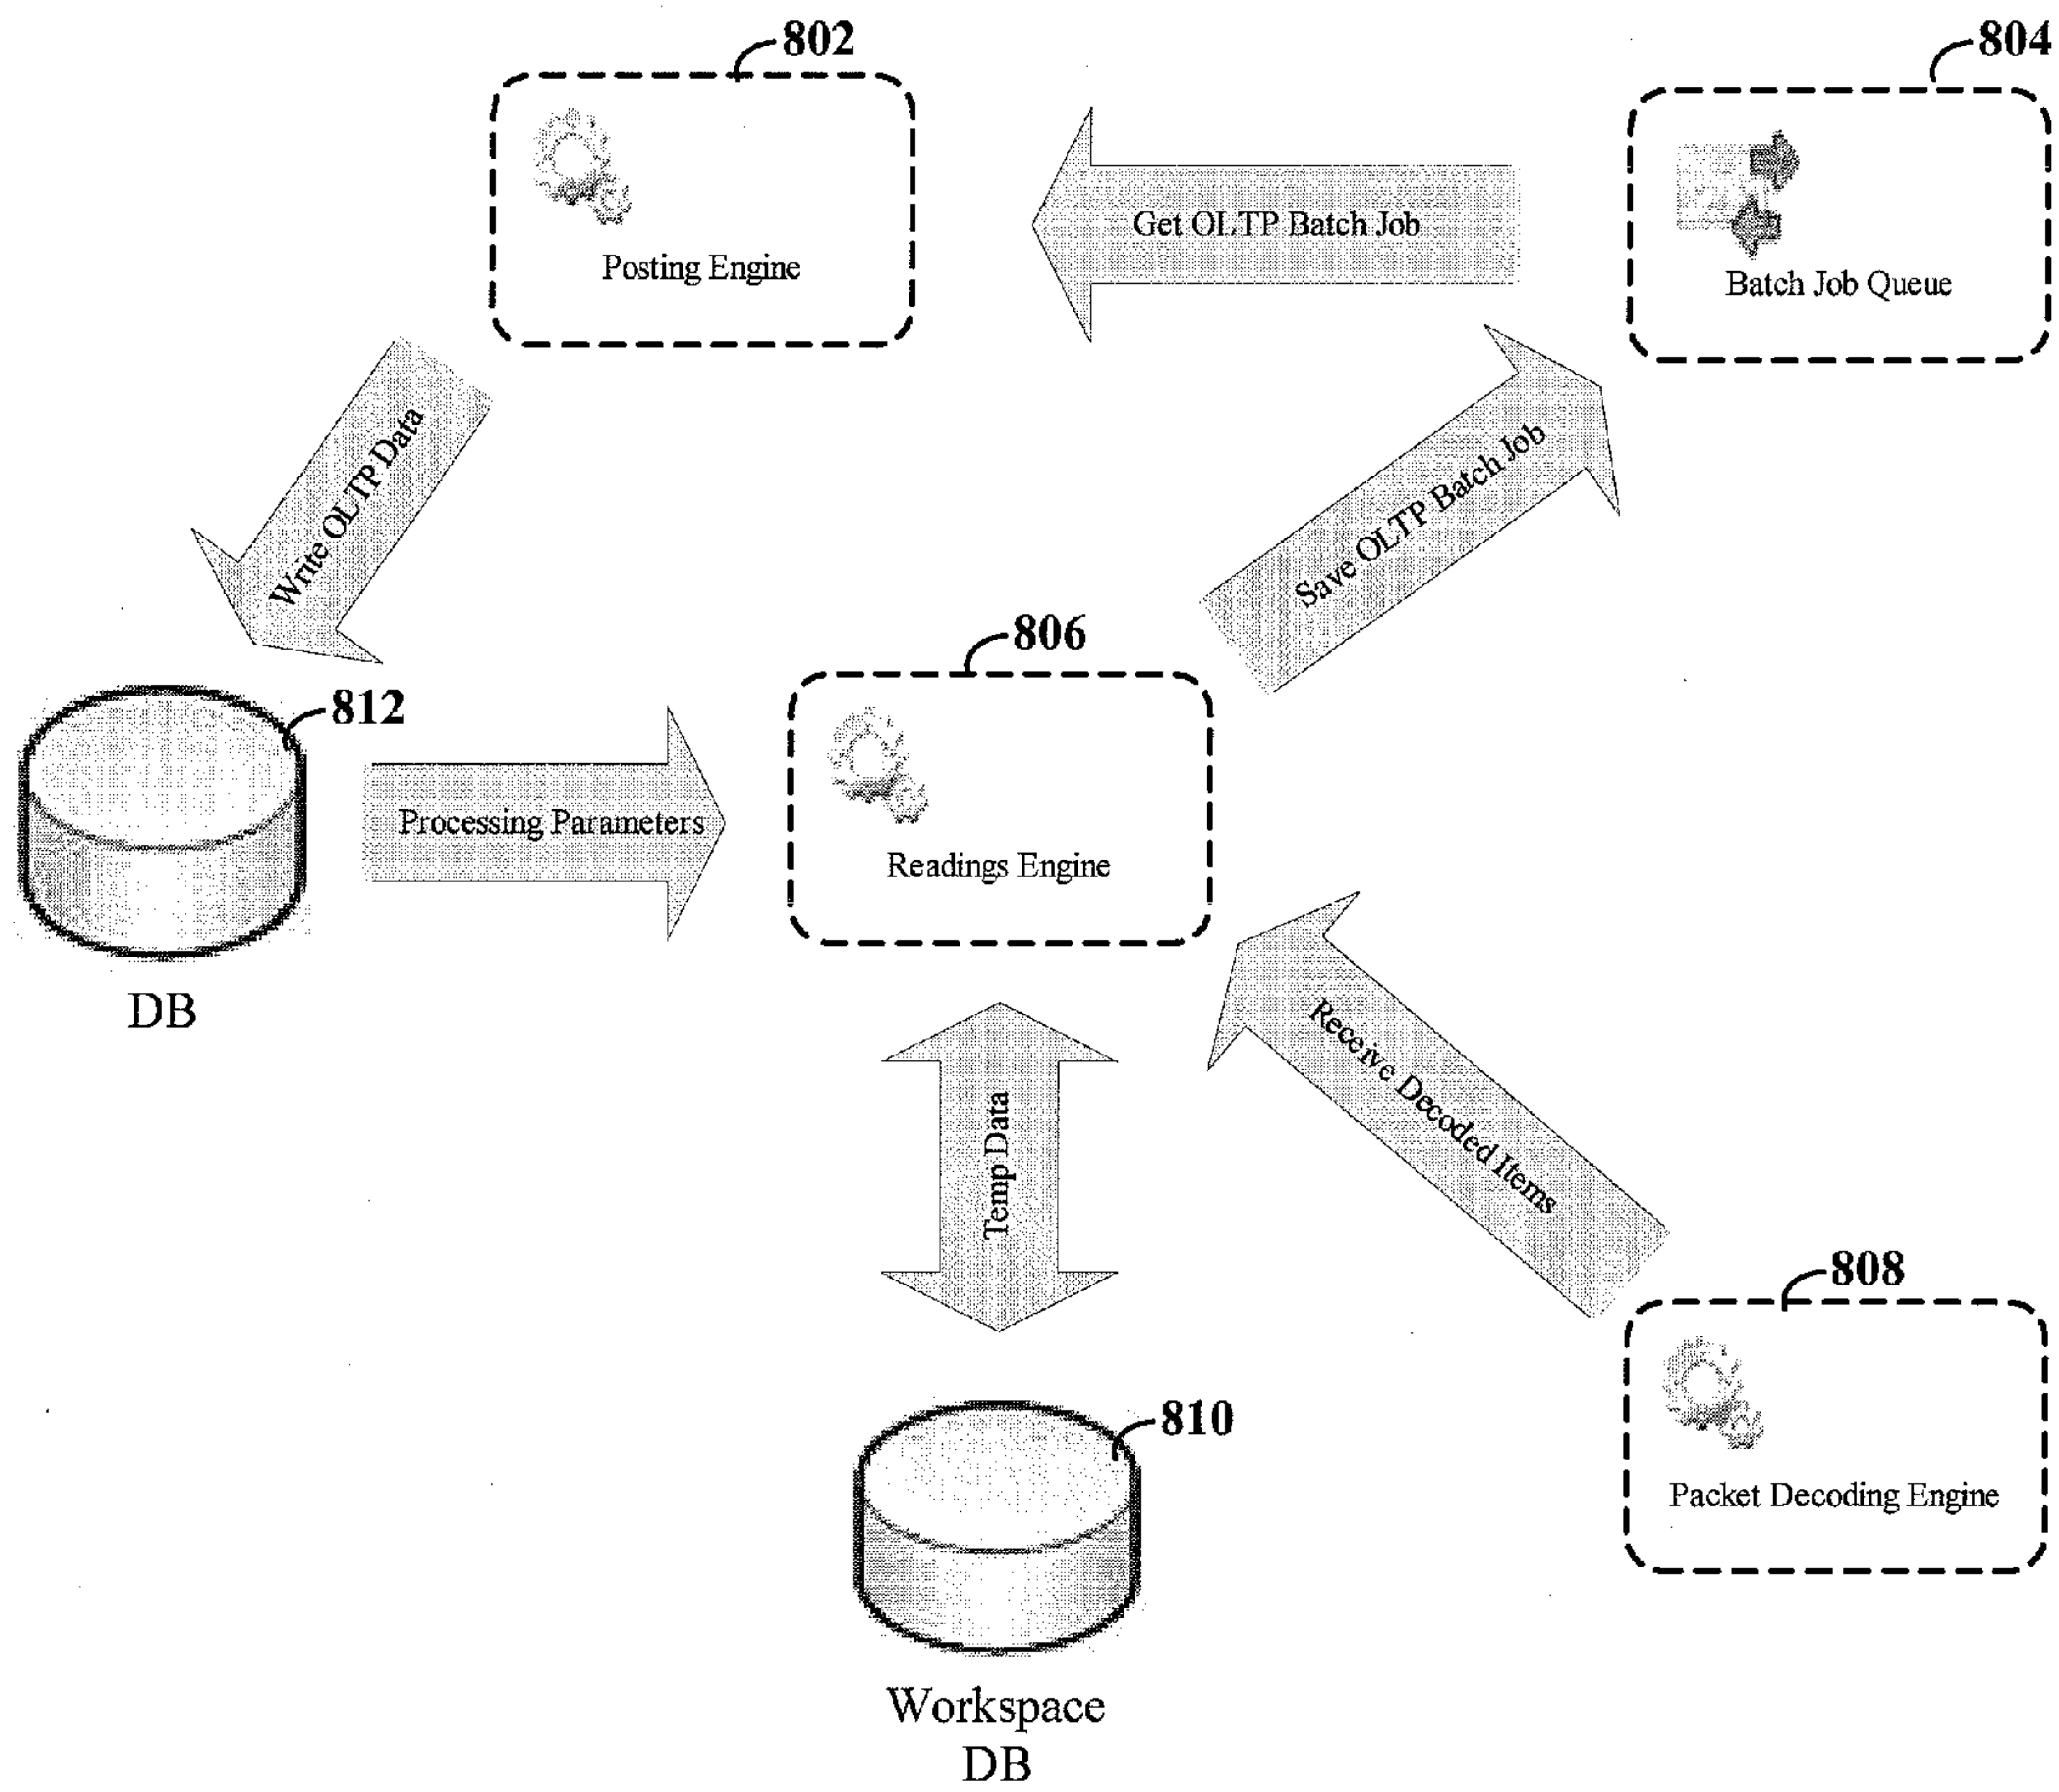 802
804
Get OLTP Batch Job
Posting Engine
Batch Job Queue
Write OLTP Data
Save OLTP Batch Job
806
812
Processing Parameters
Readings Engine
DB
Receive Decoded Items
Temp Data
808
810
Packet Decoding Engine
Workspace
DB